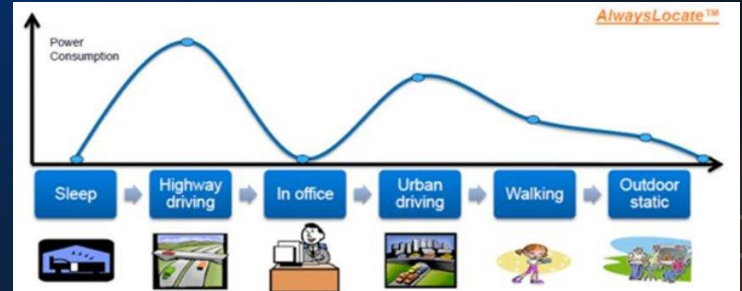 AlwaysLocate™
Power
Consumption
Sleep
Highway
driving
In office
Urban
driving
Walking
Outdoor
static